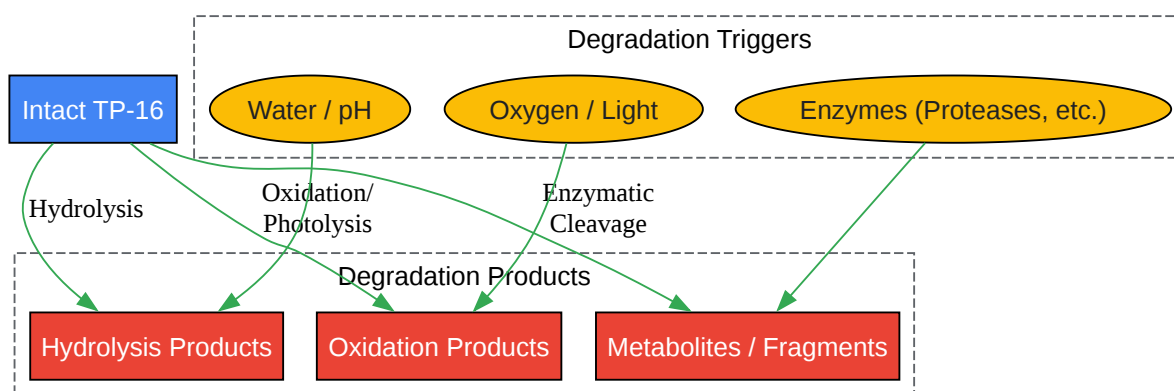 Degradation Triggers
Intact TP-16
Water / pH
Oxygen / Light
Enzymes (Proteases, etc.)
Hydrolysis
Oxidation/
Photolysis
Enzymatic
Cleavage
Degradation Products
Hydrolysis Products
Oxidation Products
Metabolites / Fragments